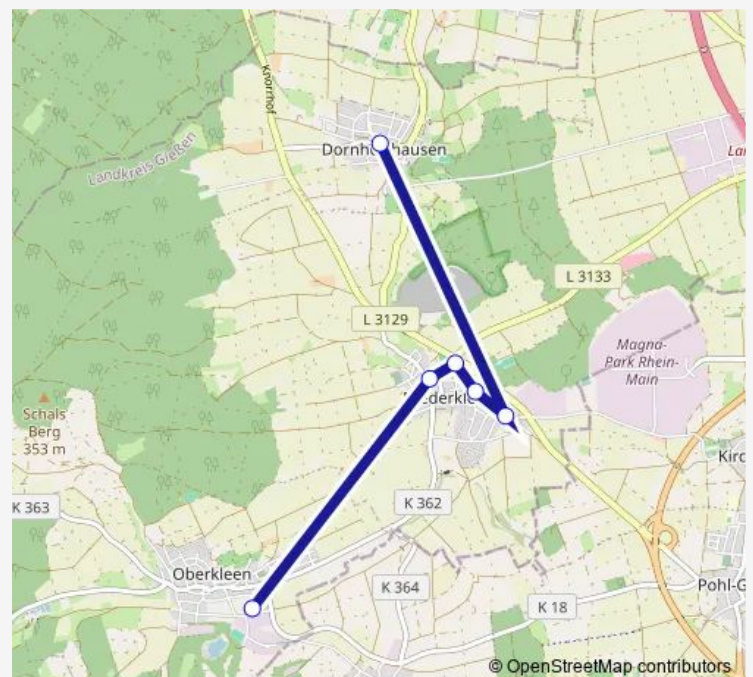 Knorrhof
Landkreis Gießen
L 3133
L 3129
Magna-
Park Rhein-
Main
Schals
Berg
353 m
K 363
K 362
Oberkleen
K 364
K 18
© OpenStreetMap contributors